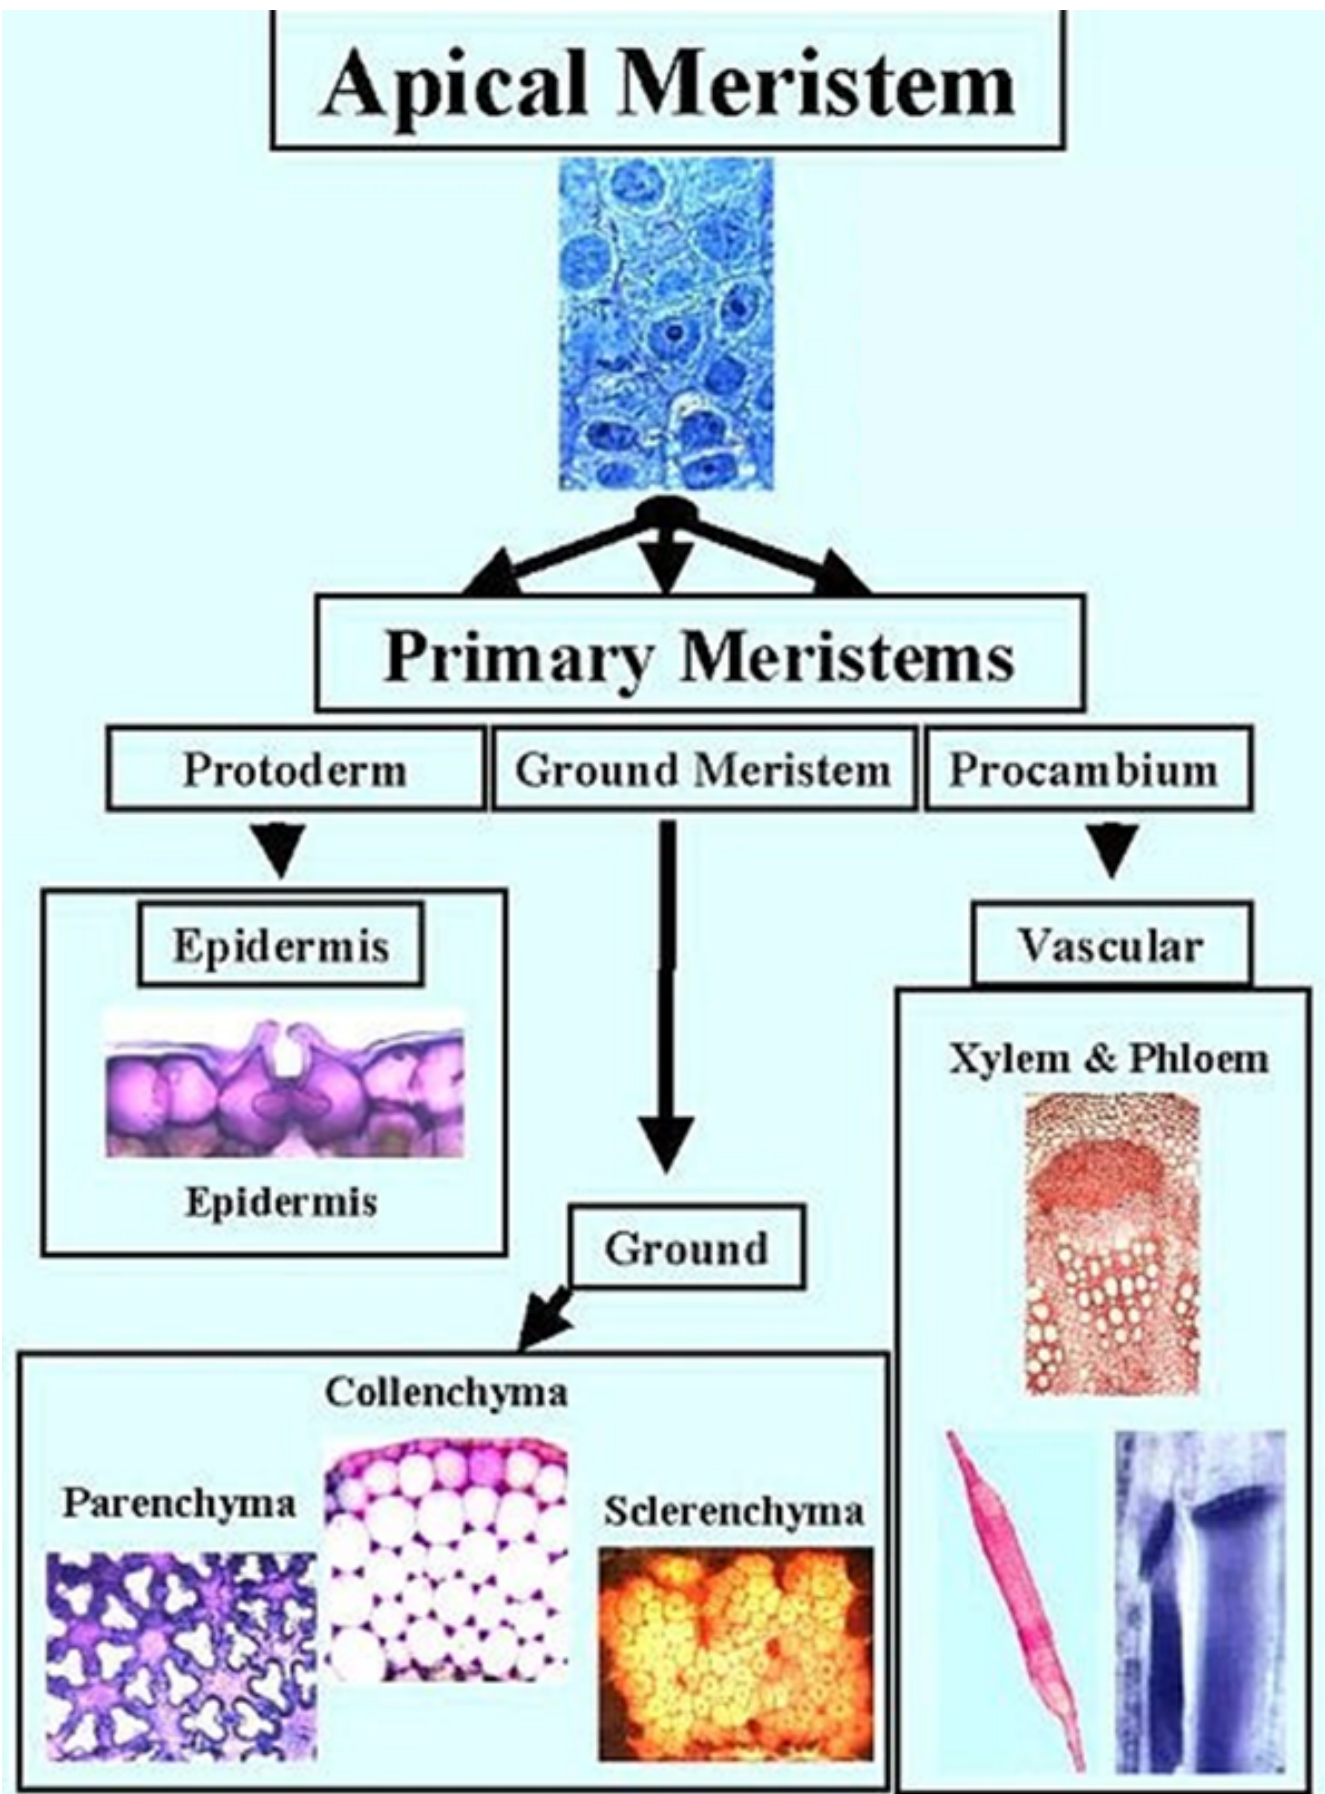 Apical Meristem
Primary Meristems
Protoderm
Ground Meristem
Procambium
Epidermis
Vascular
Xylem & Phloem
Epidermis
Ground
Collenchyma
Parenchyma
Sclerenchyma